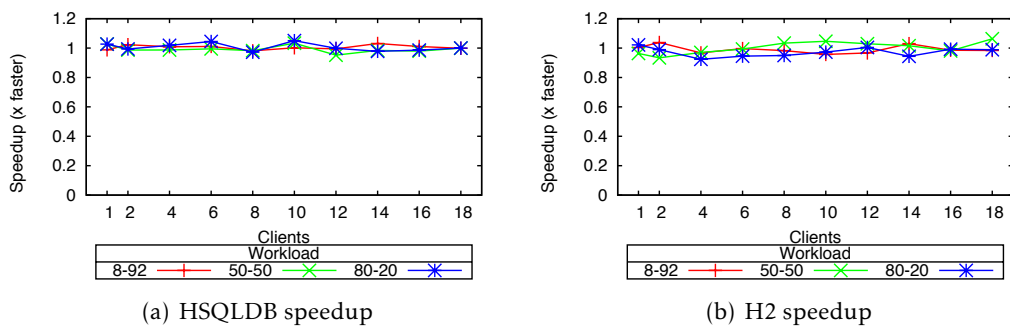 1.2
1
0.8
0.6
0.4
0.2
0
Speedup (x faster)
1 2 4 6 8 10 12 14 16 18
Clients
Workload
8-92 50-50 80-20
(a) HSQLDB speedup
1.2
1
0.8
0.6
0.4
0.2
0
Speedup (x faster)
1 2 4 6 8 10 12 14 16 18
Clients
Workload
8-92 50-50 80-20
(b) H2 speedup